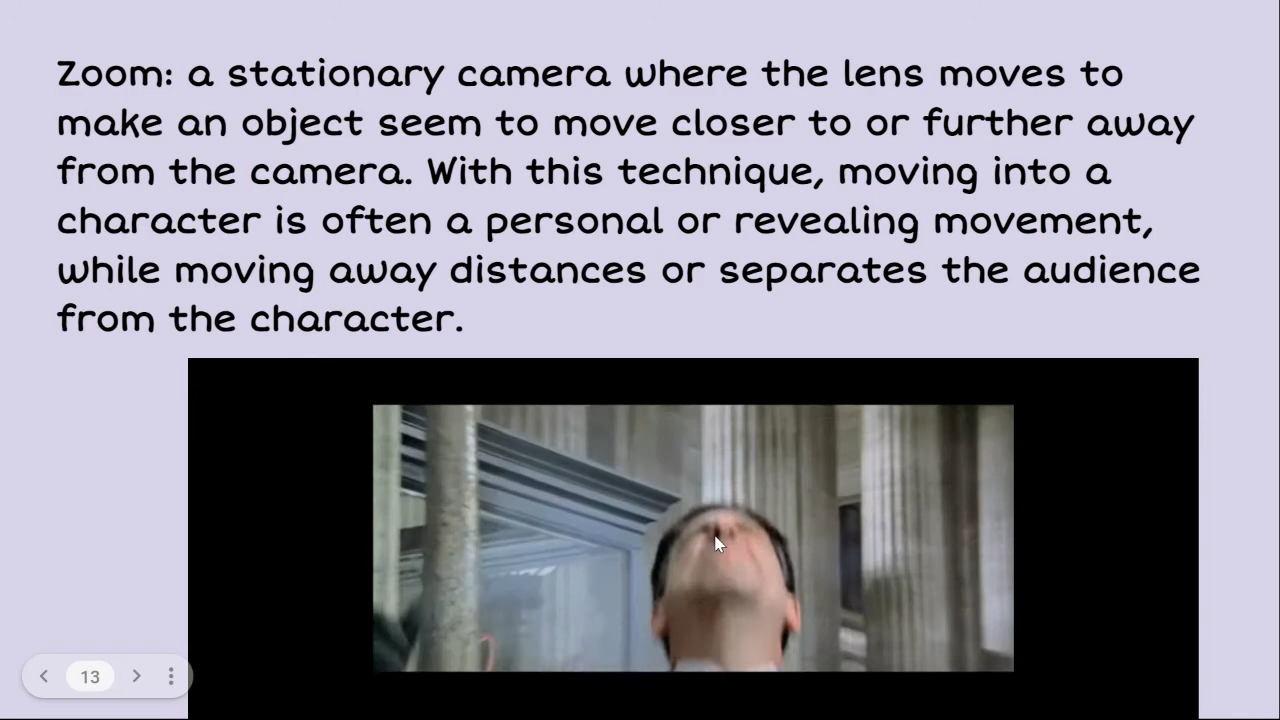 Zoom: a stationary camera where the lens moves to
make an object seem to move closer to or further away
from the camera. With this technique, moving into a
character is often a personal or revealing movement,
while moving away distances or separates the audience
from the character.
13